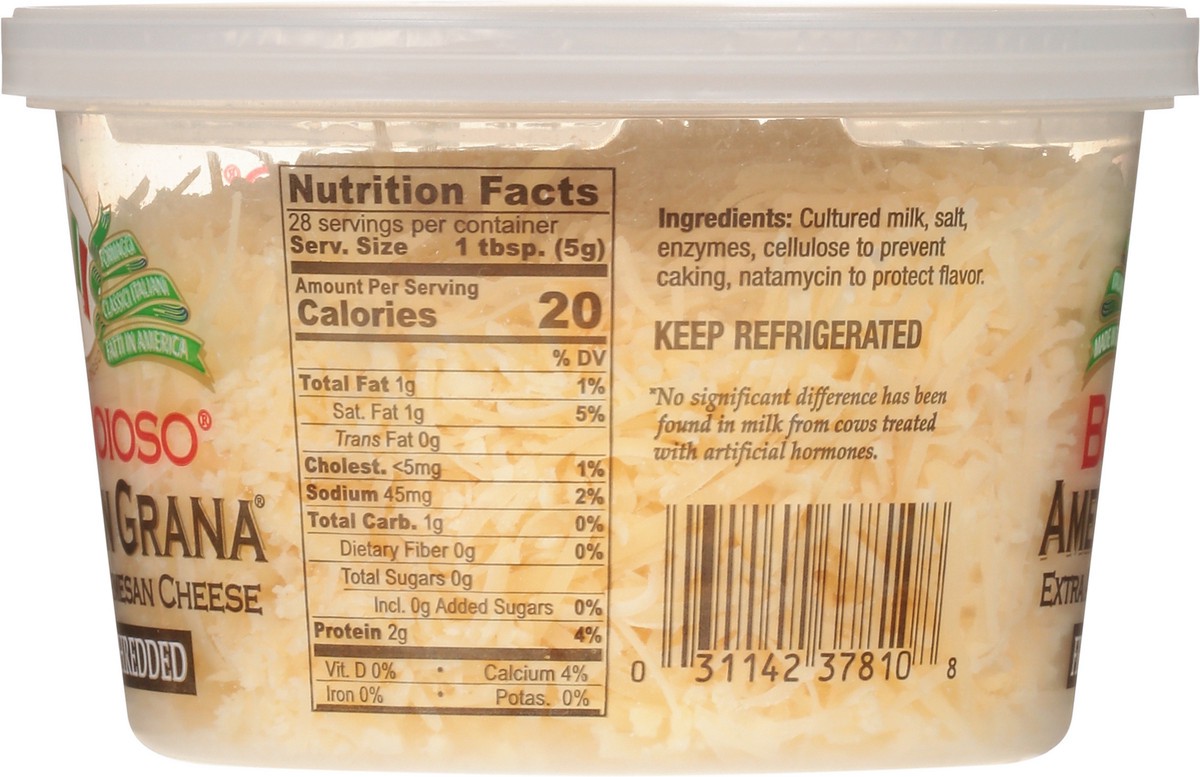 Nutrition Facts
28 servings per container
Serv. Size 1 tbsp. (5g)
Amount Per Serving
Calories 20
% DV
Total Fat 1g 1%
Sat. Fat 1g 5%
Trans Fat 0g
Cholest. <5mg 1%
Sodium 45mg 2%
Total Carb. 1g 0%
Dietary Fiber 0g 0%
Total Sugars 0g
Incl. 0g Added Sugars 0%
Protein 2g 4%
Vit. D 0% • Calcium 4%
Iron 0% • Potas. 0%
Ingredients: Cultured milk, salt,
enzymes, cellulose to prevent
caking, natamycin to protect flavor.
KEEP REFRIGERATED
*No significant difference has been
found in milk from cows treated
with artificial hormones.
0 31142 37810 8
FORMAGGI
CLASSICI ITALIANI
FATTI IN AMERICA
DIOSO®
GRANA®
MESAN CHEESE
HREDDED
AME
EXTRA